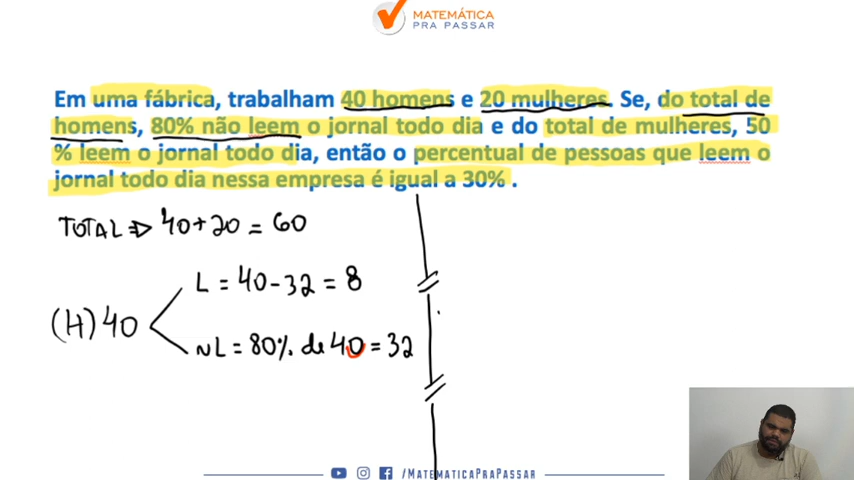 MATEMÁTICA
PRA PASSAR
Em uma fábrica, trabalham 40 homens e 20 mulheres. Se, do total de
homens, 80% não leem o jornal todo dia e do total de mulheres, 50
% leem o jornal todo dia, então o percentual de pessoas que leem o
jornal todo dia nessa empresa é igual a 30% .
TOTAL ⇒ 40+20 = 60
L = 40-32 = 8
(H) 40
NL = 80% de 40 = 32
/MATEMATICAPRAPASSAR